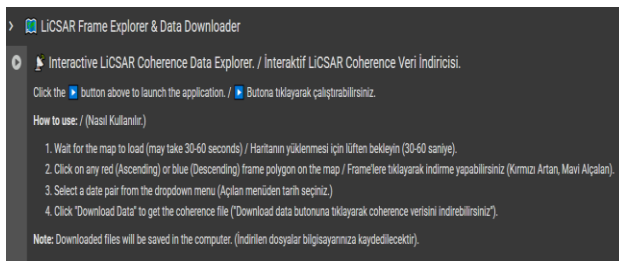 LiCSAR Frame Explorer & Data Downloader
Interactive LiCSAR Coherence Data Explorer. / İnteraktif LiCSAR Coherence Veri İndiricisi.
Click the ▶ button above to launch the application. / ▶ Butona tıklayarak çalıştırabilirsiniz.
How to use: / (Nasıl Kullanılır.)
1. Wait for the map to load (may take 30-60 seconds) / Haritanın yüklenmesi için lüften bekleyin (30-60 saniye).
2. Click on any red (Ascending) or blue (Descending) frame polygon on the map / Frame'lere tıklayarak indirme yapabilirsiniz (Kırmızı Artan, Mavi Alçalan).
3. Select a date pair from the dropdown menu (Açılan menüden tarih seçiniz.)
4. Click "Download Data" to get the coherence file ("Download data butonuna tıklayarak coherence verisini indirebilirsiniz").
Note: Downloaded files will be saved in the computer. (İndirilen dosyalar bilgisayarınıza kaydedilecektir).